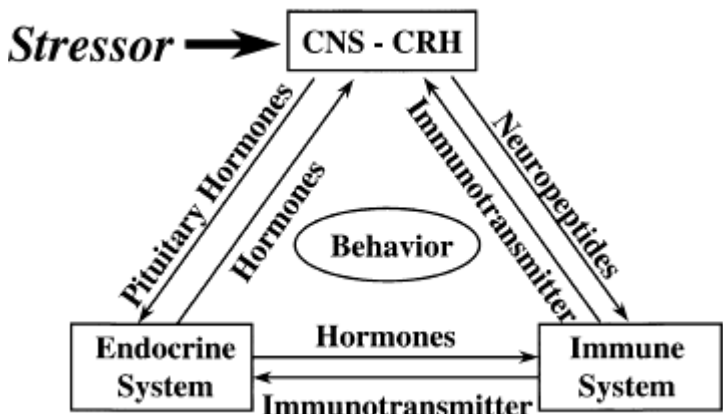 Stressor
CNS - CRH
Pituitary Hormones
Hormones
Immunotransmitter
Neuropeptides
Behavior
Endocrine
System
Hormones
Immunotransmitter
Immune
System